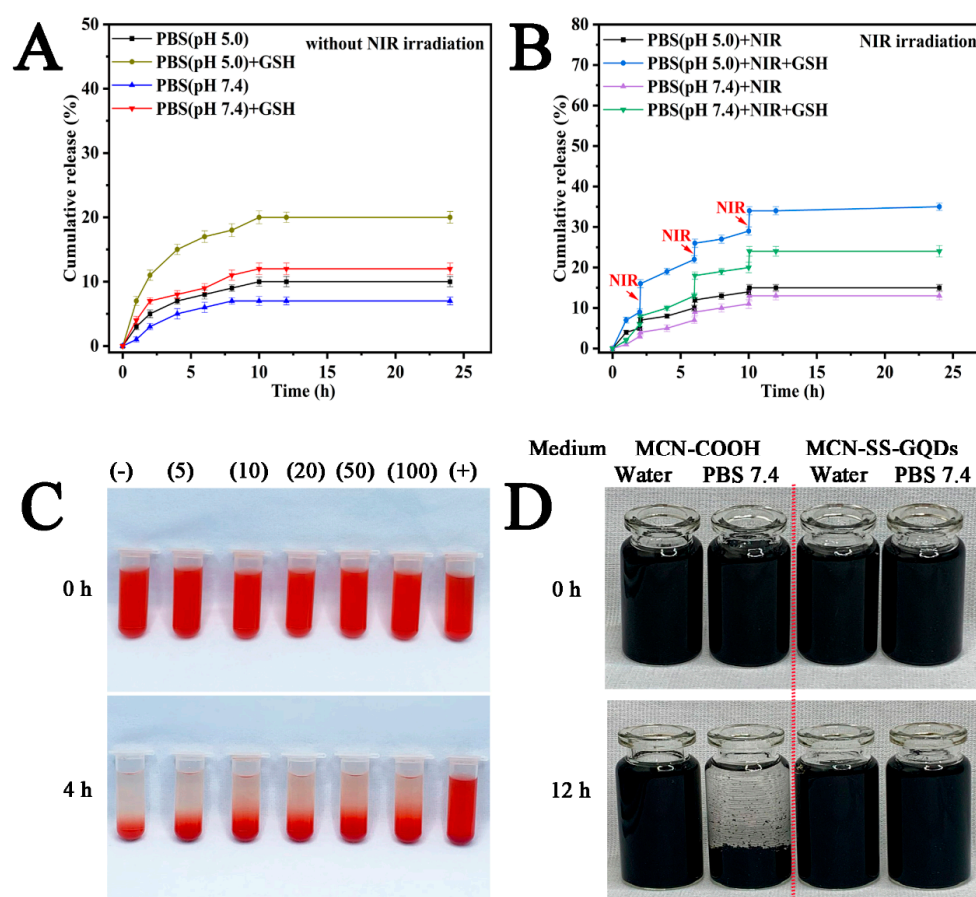 A
PBS(pH 5.0)
PBS(pH 5.0)+GSH
PBS(pH 7.4)
PBS(pH 7.4)+GSH
without NIR irradiation
Cumulative release (%)
50
40
30
20
10
0
0 5 10 15 20 25
Time (h)
B
PBS(pH 5.0)+NIR
PBS(pH 5.0)+NIR+GSH
PBS(pH 7.4)+NIR
PBS(pH 7.4)+NIR+GSH
NIR irradiation
Cumulative release (%)
80
70
60
50
40
30
20
10
0
NIR
NIR
NIR
0 5 10 15 20 25
Time (h)
C
(-) (5) (10) (20) (50) (100) (+)
0 h
4 h
D
Medium MCN-COOH MCN-SS-GQDs
Water PBS 7.4 Water PBS 7.4
0 h
12 h